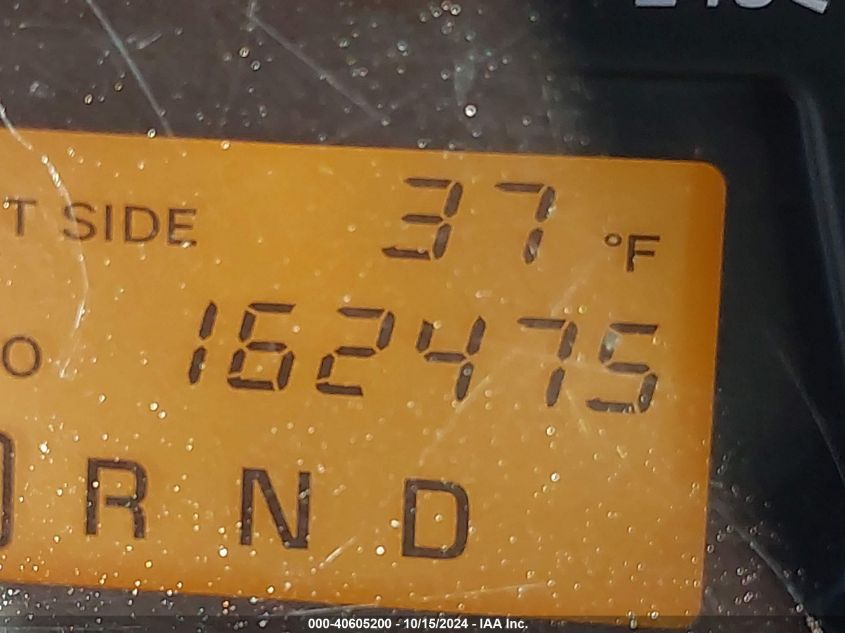 T SIDE 37 °F
O 162475
R N D
000-40605200 - 10/15/2024 - IAA Inc.